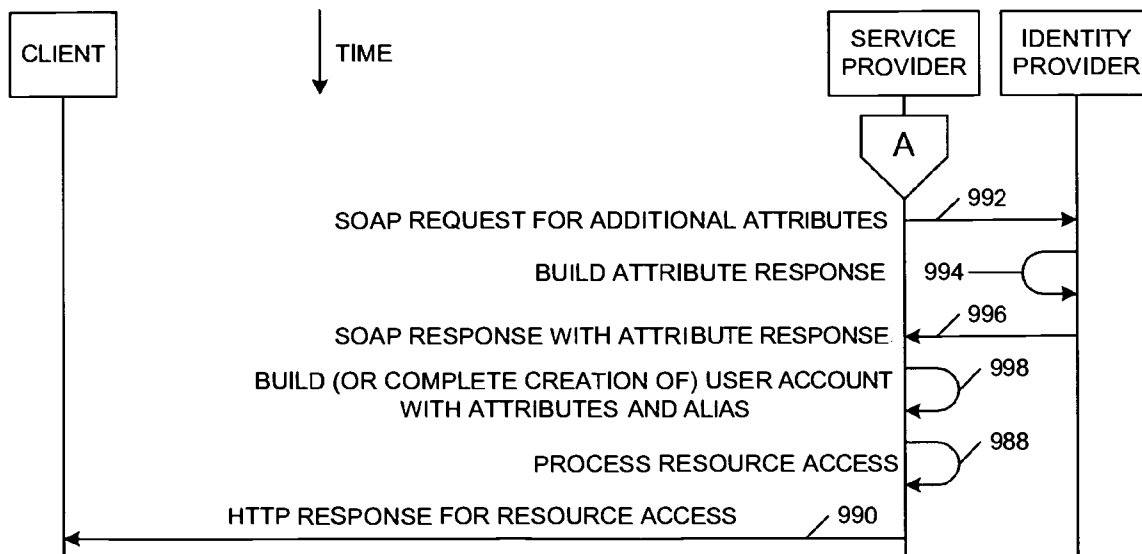 CLIENT
TIME
SERVICE
PROVIDER
IDENTITY
PROVIDER
A
SOAP REQUEST FOR ADDITIONAL ATTRIBUTES
992
BUILD ATTRIBUTE RESPONSE
994
SOAP RESPONSE WITH ATTRIBUTE RESPONSE
996
BUILD (OR COMPLETE CREATION OF) USER ACCOUNT
WITH ATTRIBUTES AND ALIAS
998
PROCESS RESOURCE ACCESS
988
HTTP RESPONSE FOR RESOURCE ACCESS
990